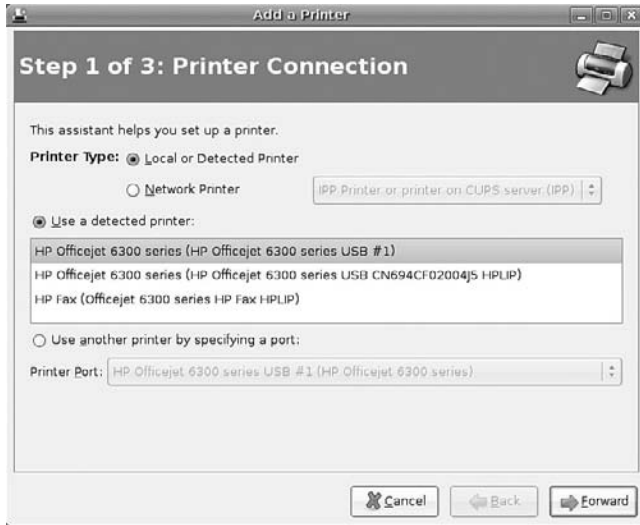 Add a Printer
Step 1 of 3: Printer Connection
This assistant helps you set up a printer.
Printer Type: Local or Detected Printer
Network Printer IPP Printer or printer on CUPS server (IPP)
Use a detected printer:
HP Officejet 6300 series (HP Officejet 6300 series USB #1)
HP Officejet 6300 series (HP Officejet 6300 series USB CN694CF02004J5 HPLIP)
HP Fax (Officejet 6300 series HP Fax HPLIP)
Use another printer by specifying a port:
Printer Port: HP Officejet 6300 series USB #1 (HP Officejet 6300 series)
Cancel Back Forward